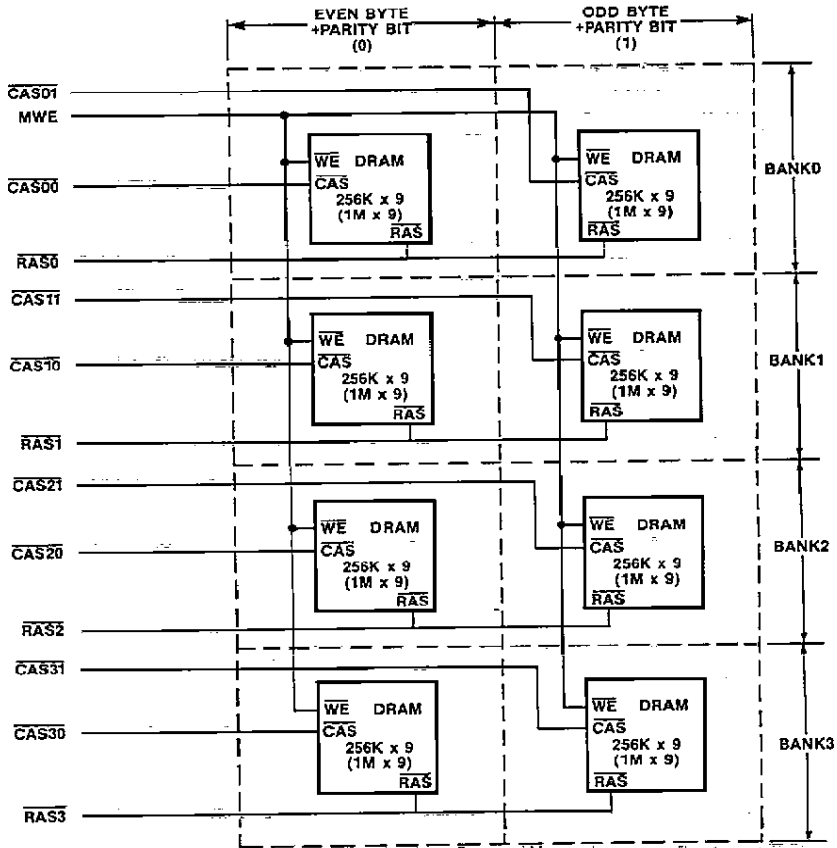 EVEN BYTE
+PARITY BIT
(0)
ODD BYTE
+PARITY BIT
(1)
CAS01
MWE
WE DRAM
CAS
256K x 9
(1M x 9)
RAS
WE DRAM
CAS
256K x 9
(1M x 9)
RAS
CAS00
RAS0
BANK0
CAS11
WE DRAM
CAS
256K x 9
(1M x 9)
RAS
WE DRAM
CAS
256K x 9
(1M x 9)
RAS
CAS10
RAS1
BANK1
CAS21
WE DRAM
CAS
256K x 9
(1M x 9)
RAS
WE DRAM
CAS
256K x 9
(1M x 9)
RAS
CAS20
RAS2
BANK2
CAS31
WE DRAM
CAS
256K x 9
(1M x 9)
RAS
WE DRAM
CAS
256K x 9
(1M x 9)
RAS
CAS30
RAS3
BANK3